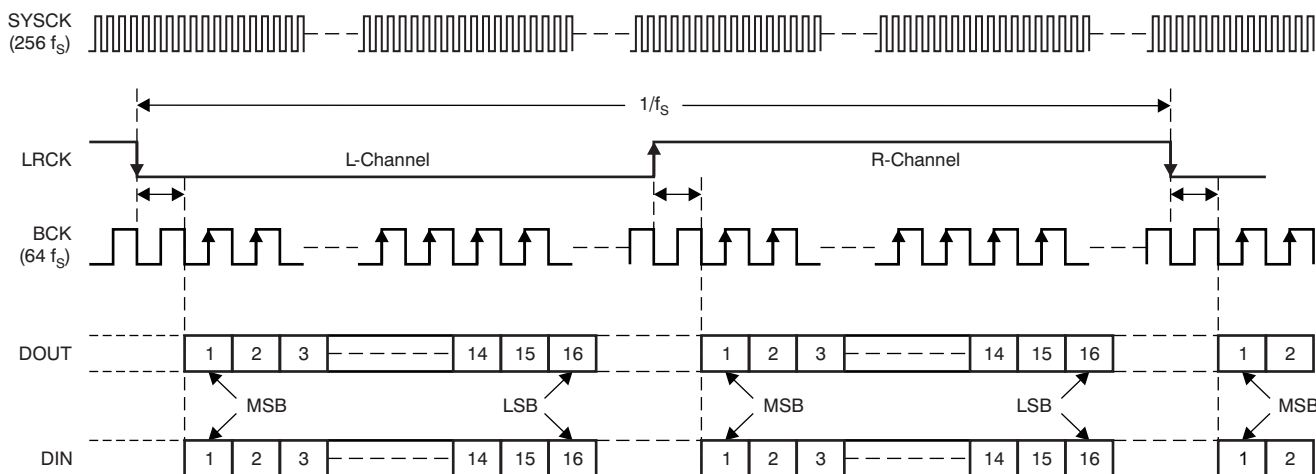 SYSCK
(256 fS)
1/fS
LRCK
L-Channel
R-Channel
BCK
(64 fS)
DOUT
1 2 3 14 15 16 1 2 3 14 15 16 1 2
MSB LSB MSB LSB MSB
DIN
1 2 3 14 15 16 1 2 3 14 15 16 1 2